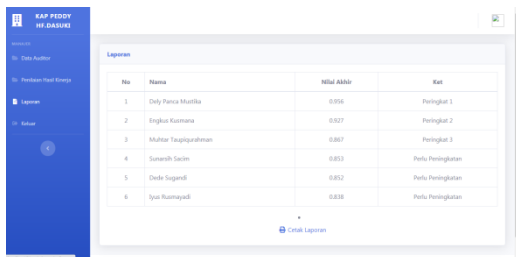 KAP PEDDY
HF.DASUKI
Data Auditor
Penilaian Hasil Kinerja
Laporan
Keluar
Laporan
No Nama Nilai Akhir Ket
1 Dely Panca Mustika 0.956 Peringkat 1
2 Engkus Kusmana 0.927 Peringkat 2
3 Muhtar Taupiqurahman 0.867 Peringkat 3
4 Sunarsih Sacim 0.853 Perlu Peningkatan
5 Dede Sugandi 0.852 Perlu Peningkatan
6 Iyus Rusmayadi 0.838 Perlu Peningkatan
Cetak Laporan